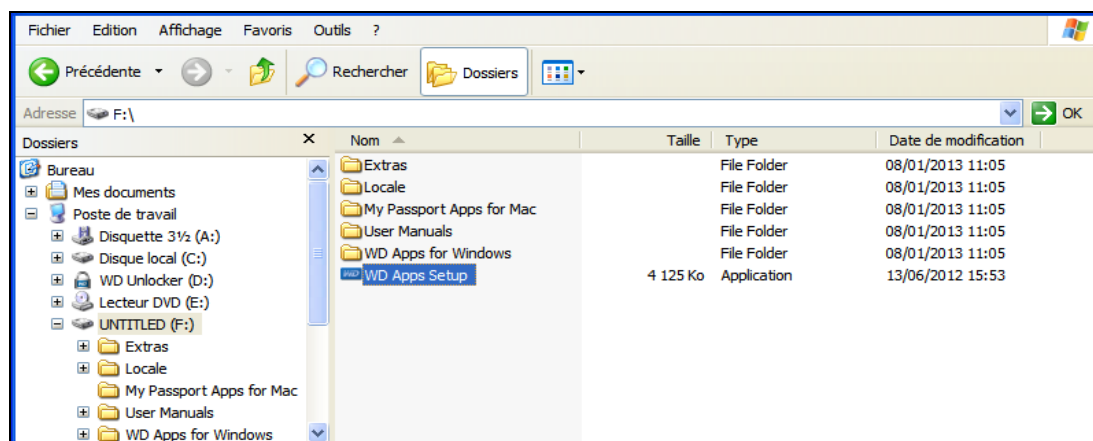 Fichier Edition Affichage Favoris Outils ?
Précédente Rechercher Dossiers
Adresse F:\ OK
Dossiers × Nom Taille Type Date de modification
Bureau
Mes documents
Poste de travail
Disquette 3½ (A:)
Disque local (C:)
WD Unlocker (D:)
Lecteur DVD (E:)
UNTITLED (F:)
Extras
Locale
My Passport Apps for Mac
User Manuals
WD Apps for Windows
Extras File Folder 08/01/2013 11:05
Locale File Folder 08/01/2013 11:05
My Passport Apps for Mac File Folder 08/01/2013 11:05
User Manuals File Folder 08/01/2013 11:05
WD Apps for Windows File Folder 08/01/2013 11:05
WD WD Apps Setup 4 125 Ko Application 13/06/2012 15:53